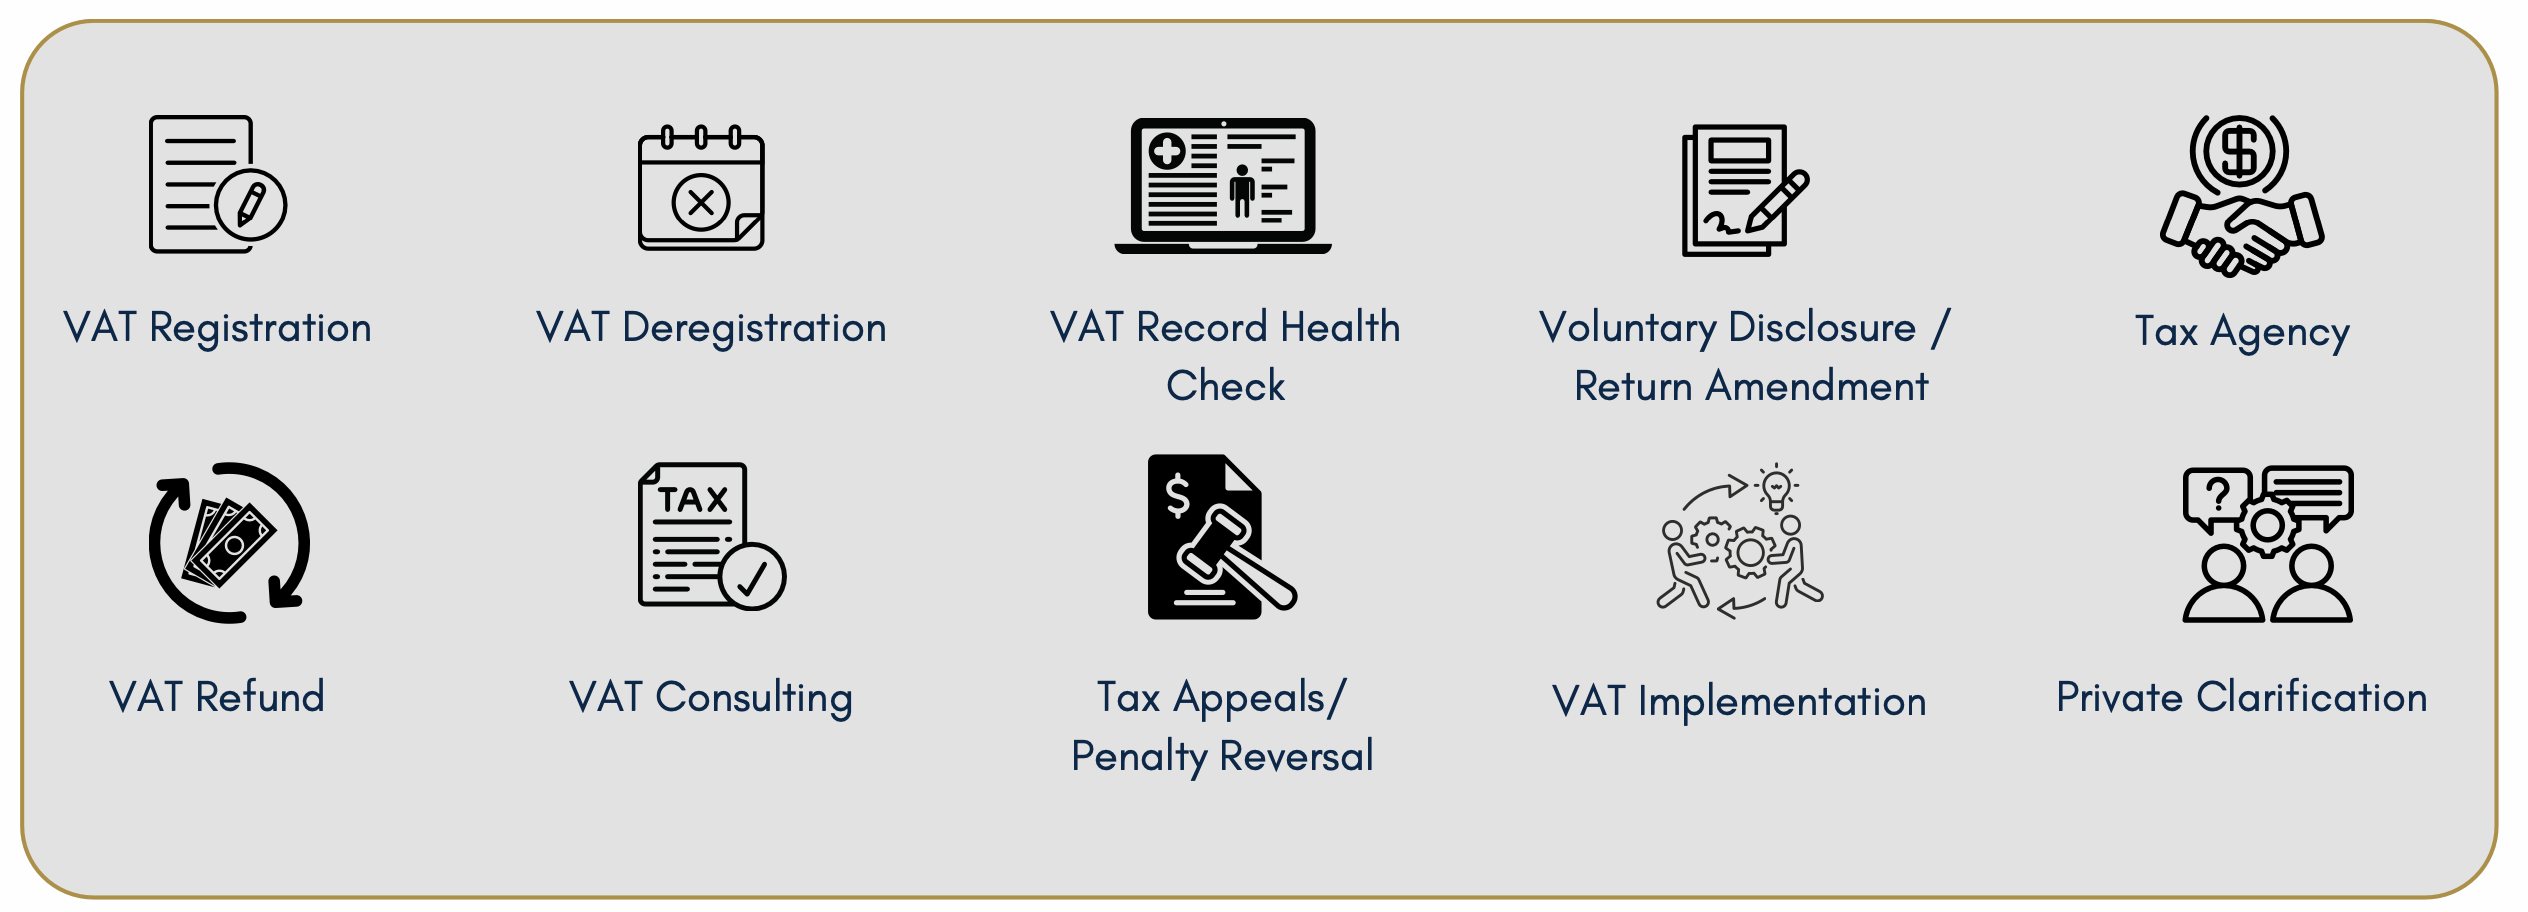 VAT Registration
VAT Deregistration
VAT Record Health
Check
Voluntary Disclosure /
Return Amendment
$
Tax Agency
VAT Refund
TAX
VAT Consulting
$
Tax Appeals/
Penalty Reversal
VAT Implementation
?
Private Clarification